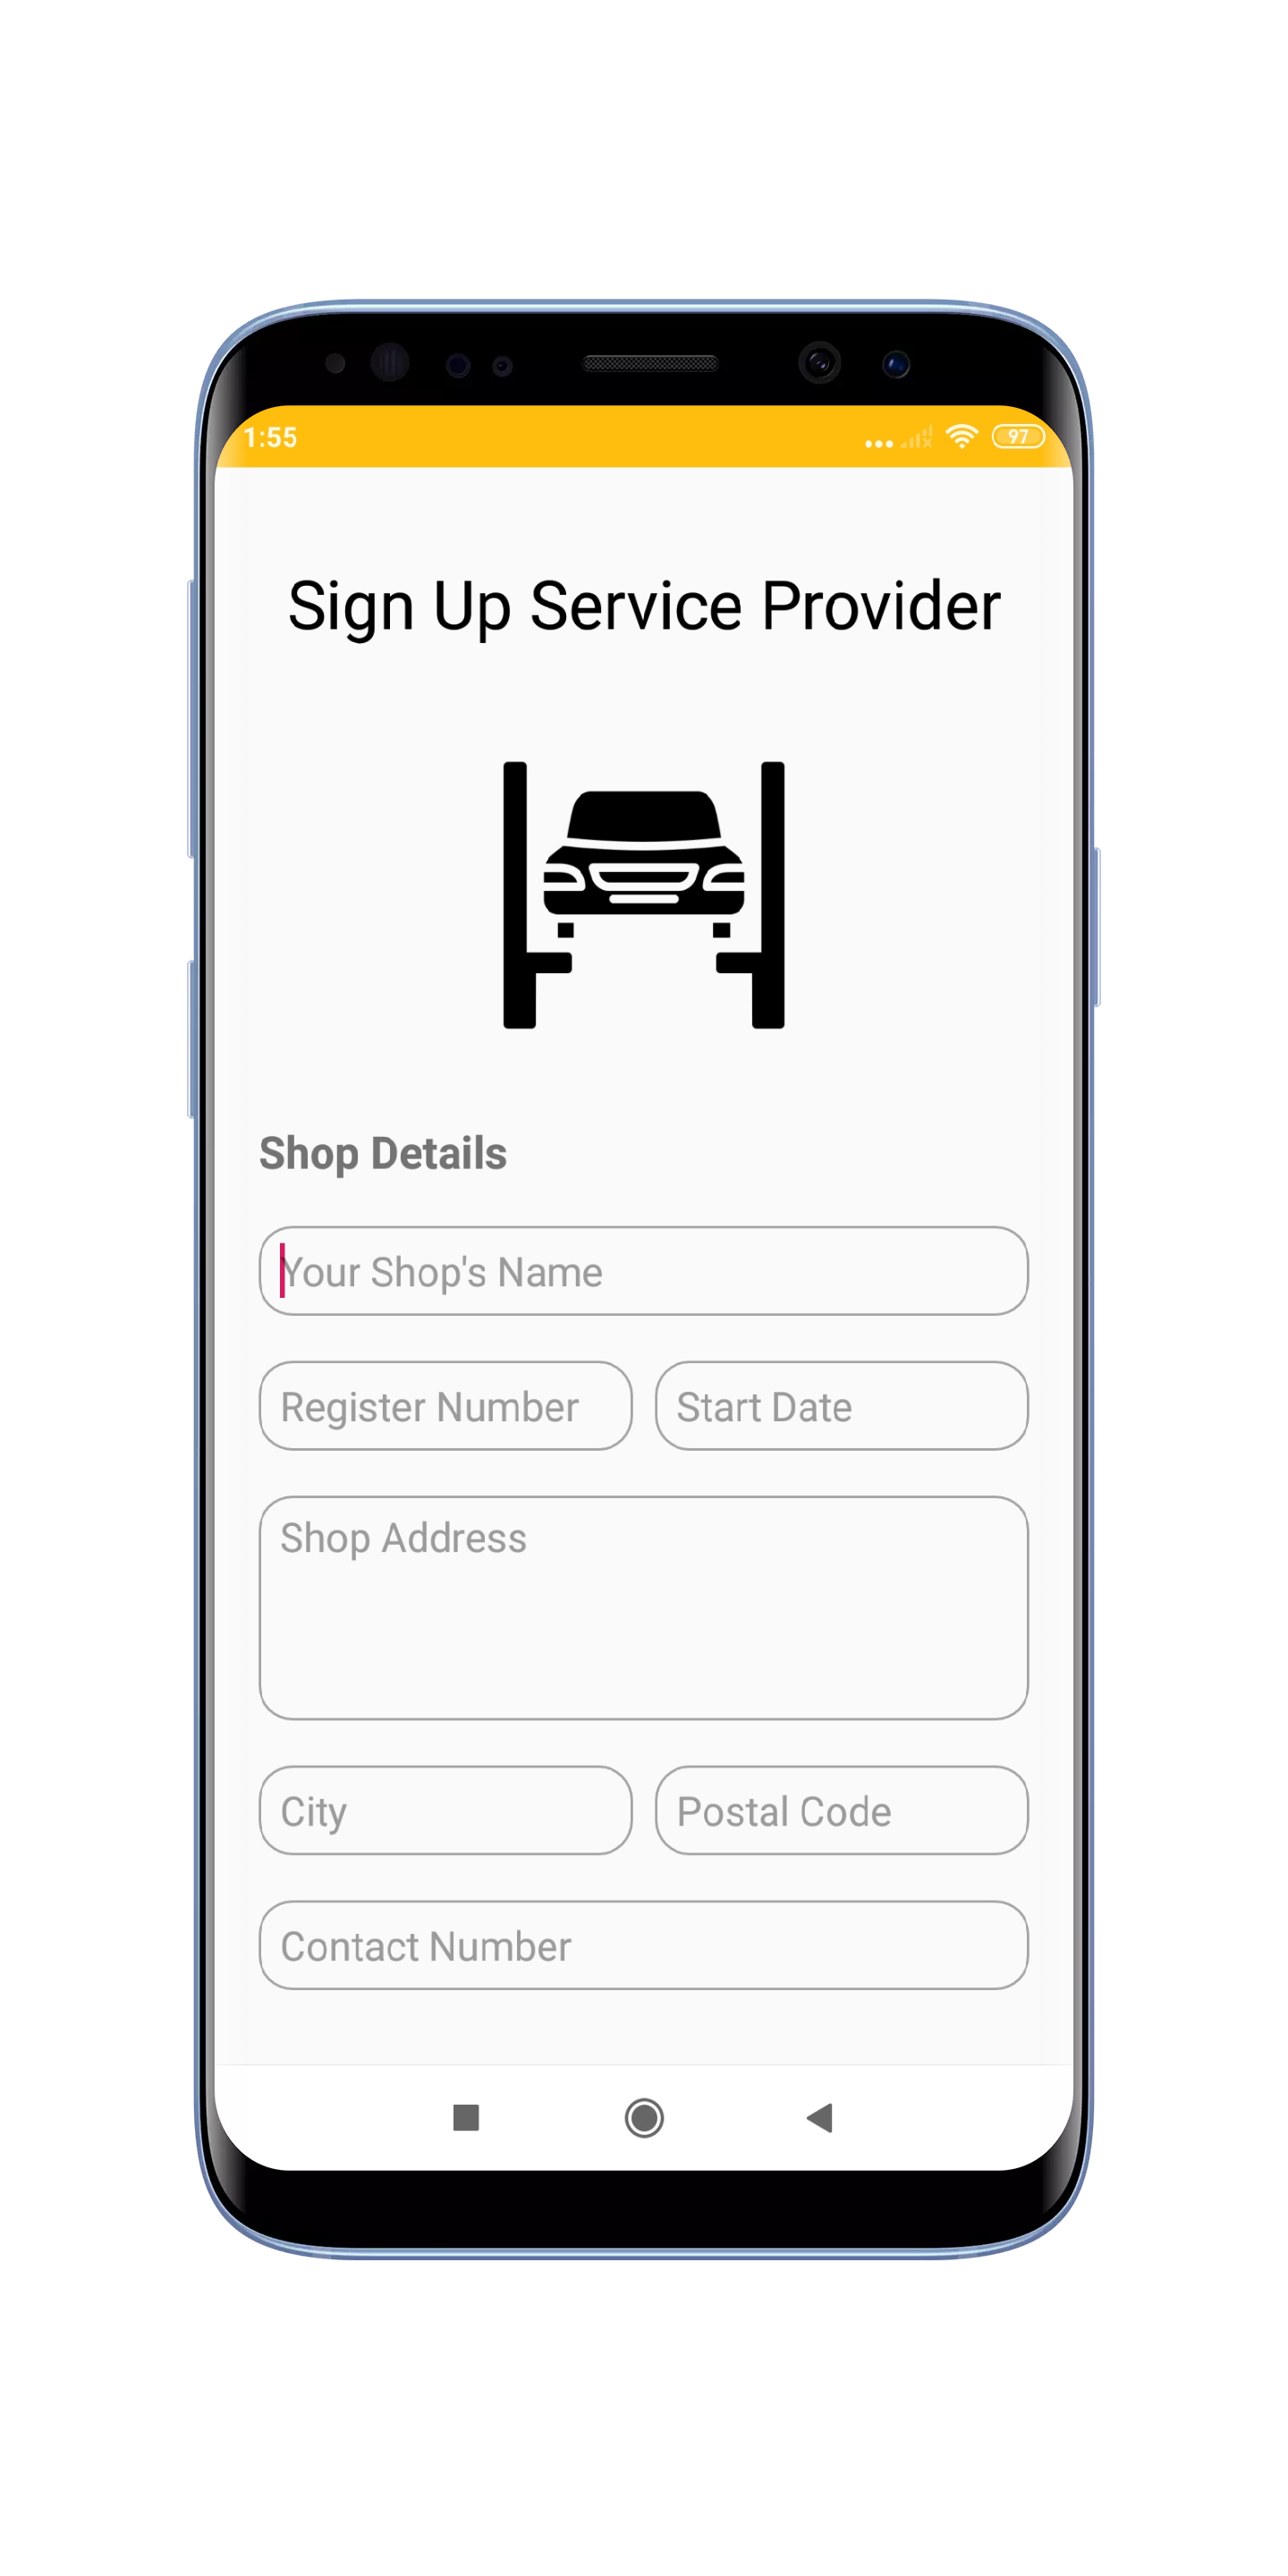 1:55
97
Sign Up Service Provider
Shop Details
Your Shop's Name
Register Number
Start Date
Shop Address
City
Postal Code
Contact Number